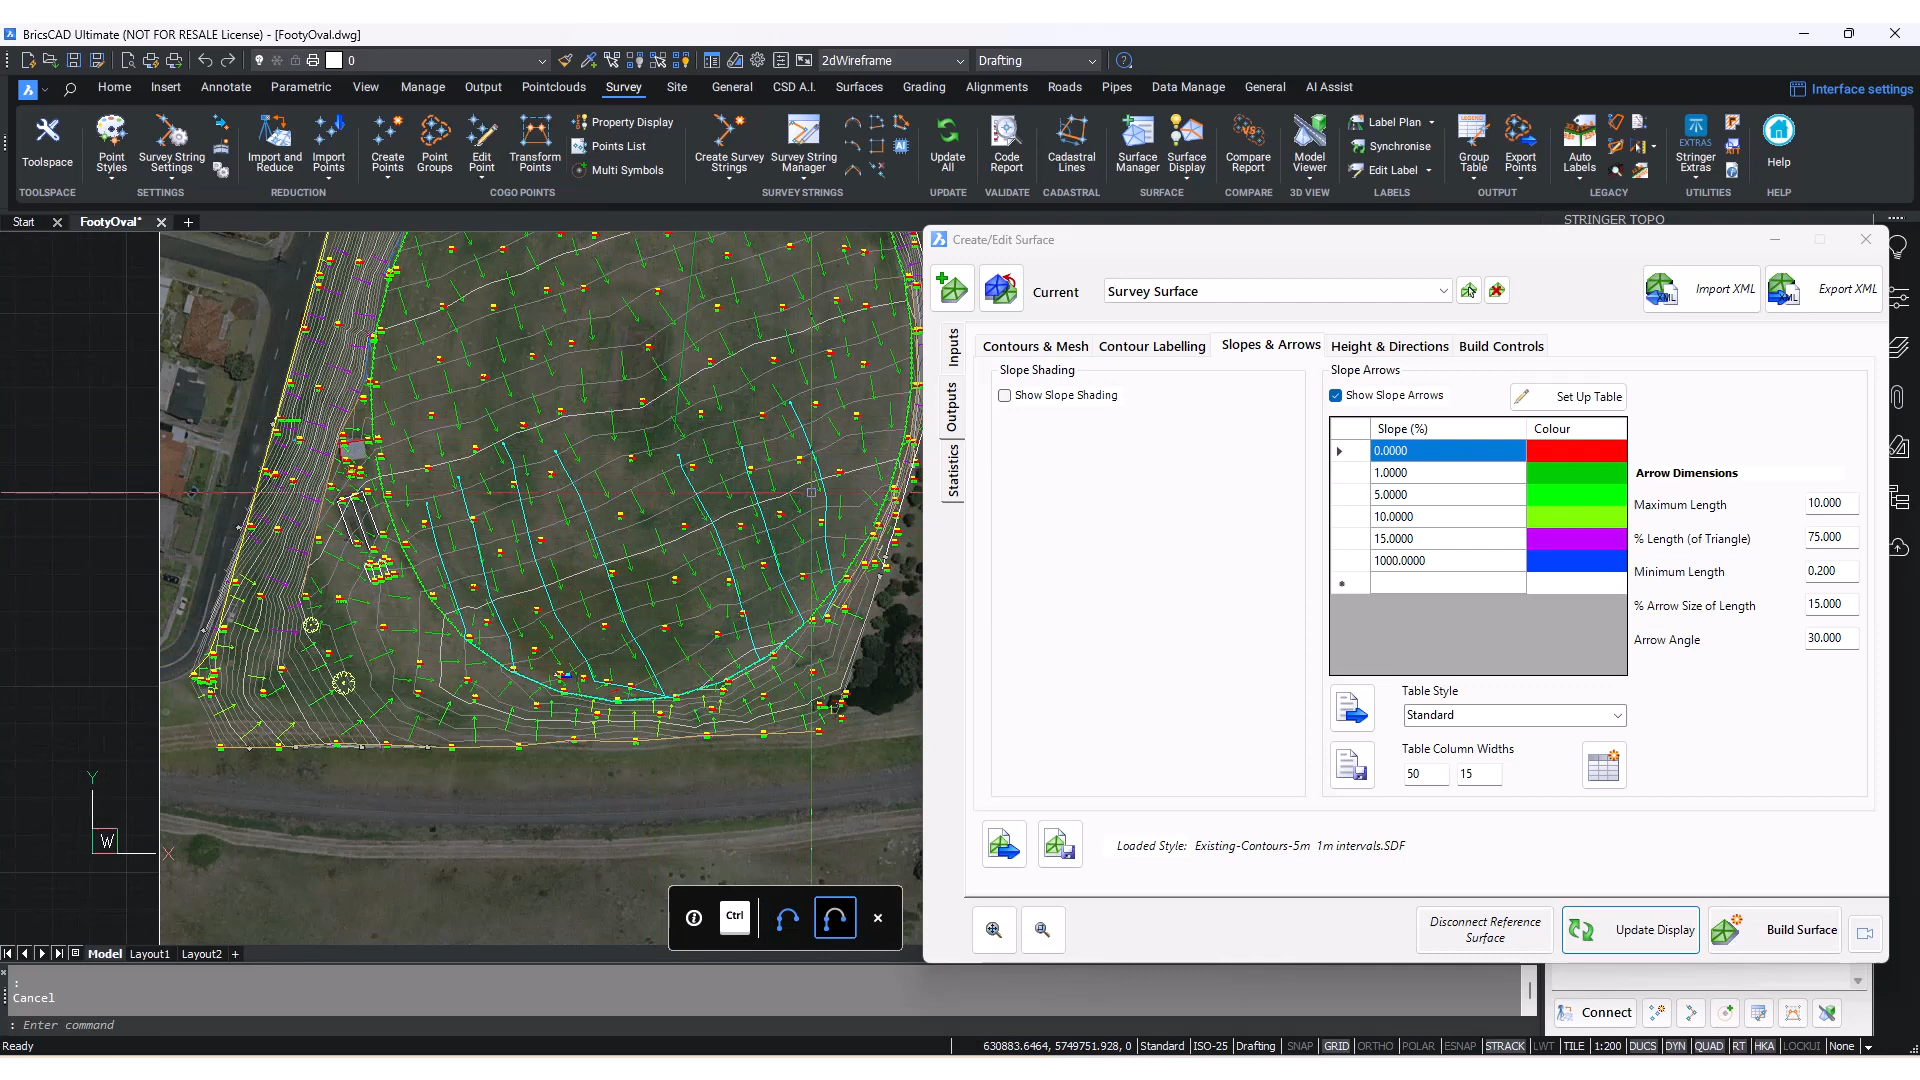 BricsCAD Ultimate (NOT FOR RESALE License) - [FootyOval.dwg]
0
2dWireframe
Drafting
Home Insert Annotate Parametric View Manage Output Pointclouds Survey Site General CSD A.I. Surfaces Grading Alignments Roads Pipes Data Manage General AI Assist
Interface settings
Toolspace
TOOLSPACE
Point Styles
Survey String Settings
SETTINGS
Import and Reduce
Import Points
REDUCTION
Create Points
Point Groups
Edit Point
Transform Points
Property Display
Points List
Multi Symbols
COGO POINTS
Create Survey Strings
Survey String Manager
SURVEY STRINGS
Update All
UPDATE
Code Report
VALIDATE
Cadastral Lines
CADASTRAL
Surface Manager
Surface Display
SURFACE
Compare Report
COMPARE
Model Viewer
3D VIEW
Label Plan
Synchronise
Edit Label
LABELS
Group Table
Export Points
OUTPUT
Auto Labels
LEGACY
EXTRAS
Stringer Extras
UTILITIES
Help
HELP
Start
FootyOval*
STRINGER TOPO
Create/Edit Surface
Current
Survey Surface
XML
Import XML
XML
Export XML
Inputs
Outputs
Statistics
Contours & Mesh
Contour Labelling
Slopes & Arrows
Height & Directions
Build Controls
Slope Shading
Show Slope Shading
Slope Arrows
Show Slope Arrows
Set Up Table
Slope (%) Colour
0.0000
1.0000
5.0000
10.0000
15.0000
1000.0000
Arrow Dimensions
Maximum Length 10.000
% Length (of Triangle) 75.000
Minimum Length 0.200
% Arrow Size of Length 15.000
Arrow Angle 30.000
Table Style
Standard
Table Column Widths
50 15
Loaded Style: Existing-Contours-5m 1m intervals.SDF
Disconnect Reference
Surface
Update Display
Build Surface
Y
W
X
Ctrl
Model Layout1 Layout2 +
:
Cancel
: Enter command
Connect
Ready
630883.6464, 5749751.928, 0 Standard ISO-25 Drafting SNAP GRID ORTHO POLAR ESNAP STRACK LWT TILE 1:200 DUCS DYN QUAD RT HKA LOCKUI None